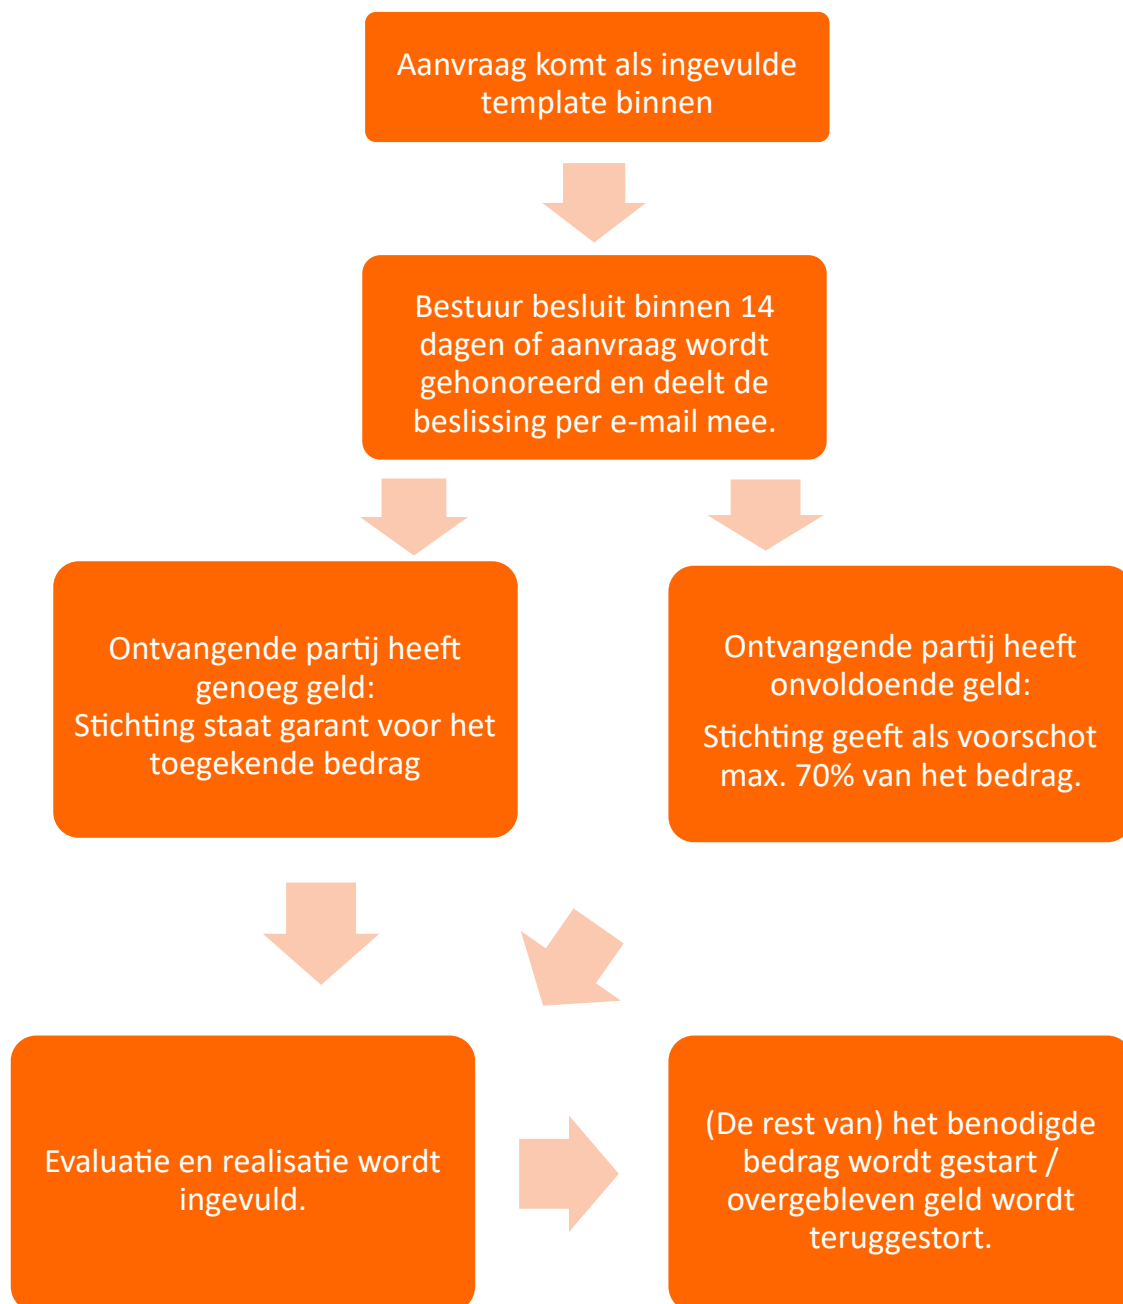 Aanvraag komt als ingevulde
template binnen
Bestuur besluit binnen 14
dagen of aanvraag wordt
gehonoreerd en deelt de
beslissing per e-mail mee.
Ontvangende partij heeft
genoeg geld:
Stichting staat garant voor het
toegekende bedrag
Ontvangende partij heeft
onvoldoende geld:
Stichting geeft als voorschot
max. 70% van het bedrag.
Evaluatie en realisatie wordt
ingevuld.
(De rest van) het benodigde
bedrag wordt gestart /
overgebleven geld wordt
teruggestort.